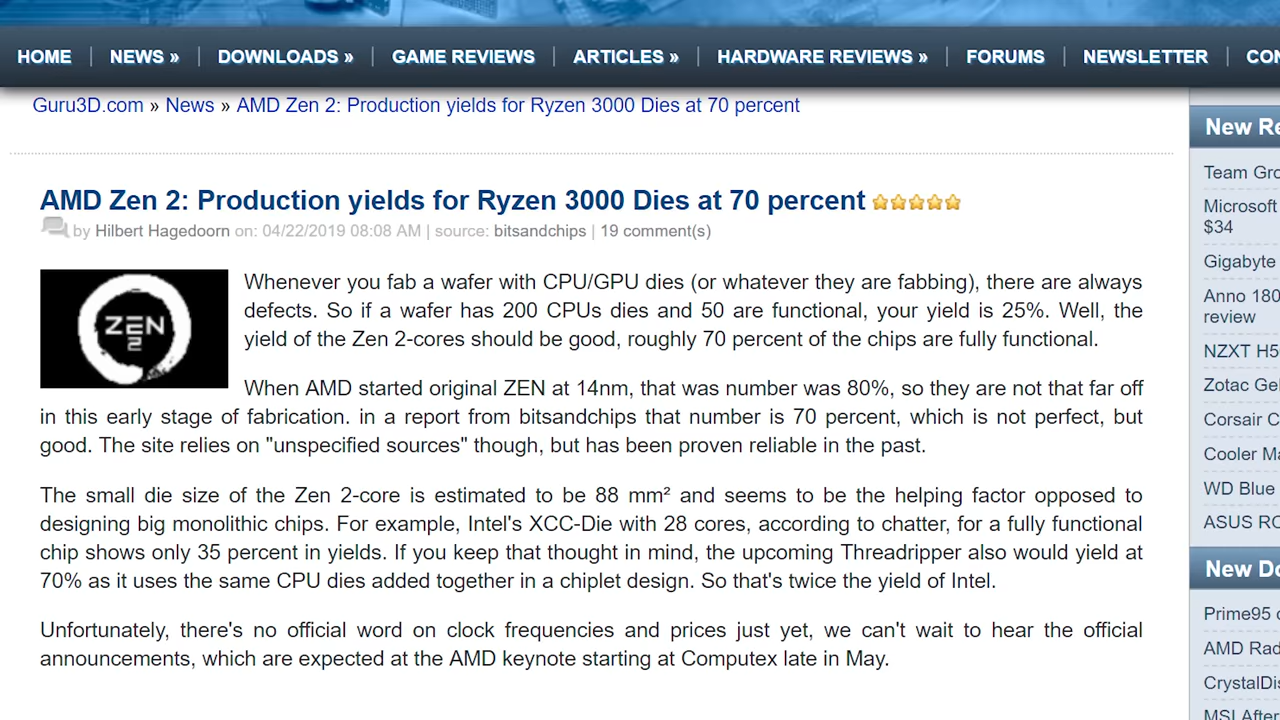 HOME
NEWS »
DOWNLOADS »
GAME REVIEWS
ARTICLES »
HARDWARE REVIEWS »
FORUMS
NEWSLETTER
Guru3D.com » News » AMD Zen 2: Production yields for Ryzen 3000 Dies at 70 percent
AMD Zen 2: Production yields for Ryzen 3000 Dies at 70 percent
by Hilbert Hagedoorn on: 04/22/2019 08:08 AM | source: bitsandchips | 19 comment(s)
ZEN
2
Whenever you fab a wafer with CPU/GPU dies (or whatever they are fabbing), there are always
defects. So if a wafer has 200 CPUs dies and 50 are functional, your yield is 25%. Well, the
yield of the Zen 2-cores should be good, roughly 70 percent of the chips are fully functional.
When AMD started original ZEN at 14nm, that was number was 80%, so they are not that far off
in this early stage of fabrication. in a report from bitsandchips that number is 70 percent, which is not perfect, but
good. The site relies on "unspecified sources" though, but has been proven reliable in the past.
The small die size of the Zen 2-core is estimated to be 88 mm² and seems to be the helping factor opposed to
designing big monolithic chips. For example, Intel's XCC-Die with 28 cores, according to chatter, for a fully functional
chip shows only 35 percent in yields. If you keep that thought in mind, the upcoming Threadripper also would yield at
70% as it uses the same CPU dies added together in a chiplet design. So that's twice the yield of Intel.
Unfortunately, there's no official word on clock frequencies and prices just yet, we can't wait to hear the official
announcements, which are expected at the AMD keynote starting at Computex late in May.
New
Team
Microsoft
$34
Gigabyte
Anno
review
NZXT
Zotac
Corsair
Cooler
WD Blue
ASUS
New
Prime95
AMD
MSI